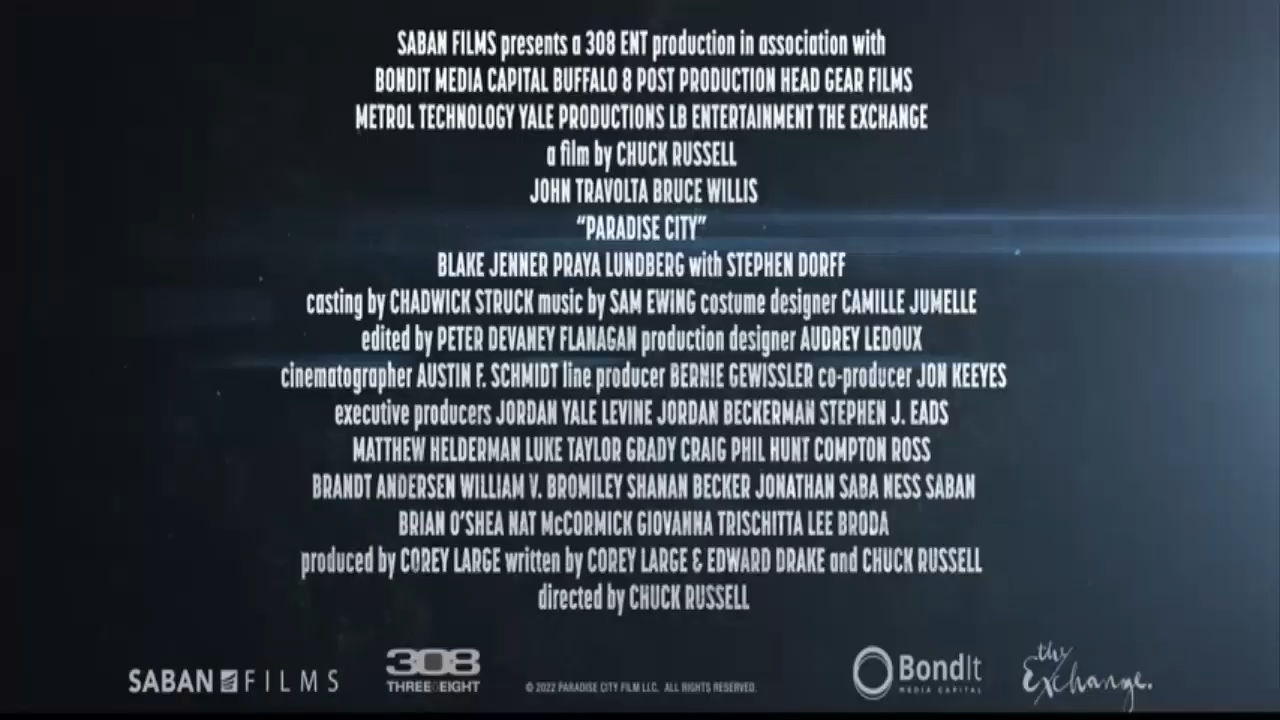 SABAN FILMS presents a 308 ENT production in association with
BONDIT MEDIA CAPITAL BUFFALO 8 POST PRODUCTION HEAD GEAR FILMS
METROL TECHNOLOGY YALE PRODUCTIONS LB ENTERTAINMENT THE EXCHANGE
a film by CHUCK RUSSELL
JOHN TRAVOLTA BRUCE WILLIS
“PARADISE CITY”
BLAKE JENNER PRAYA LUNDBERG with STEPHEN DORFF
casting by CHADWICK STRUCK music by SAM EWING costume designer CAMILLE JUMELLE
edited by PETER DEVANEY FLANAGAN production designer AUDREY LEDOUX
cinematographer AUSTIN F. SCHMIDT line producer BERNIE GEWISSLER co-producer JON KEEYES
executive producers JORDAN YALE LEVINE JORDAN BECKERMAN STEPHEN J. EADS
MATTHEW HELDERMAN LUKE TAYLOR GRADY CRAIG PHIL HUNT COMPTON ROSS
BRANDT ANDERSEN WILLIAM V. BROMILEY SHANAN BECKER JONATHAN SABA NESS SABAN
BRIAN O’SHEA NAT McCORMICK GIOVANNA TRISCHITTA LEE BRODA
produced by COREY LARGE written by COREY LARGE & EDWARD DRAKE and CHUCK RUSSELL
directed by CHUCK RUSSELL
SABAN FILMS
308
THREE EIGHT
© 2022 PARADISE CITY FILM LLC. ALL RIGHTS RESERVED.
BondIt
MEDIA CAPITAL
the
Exchange.